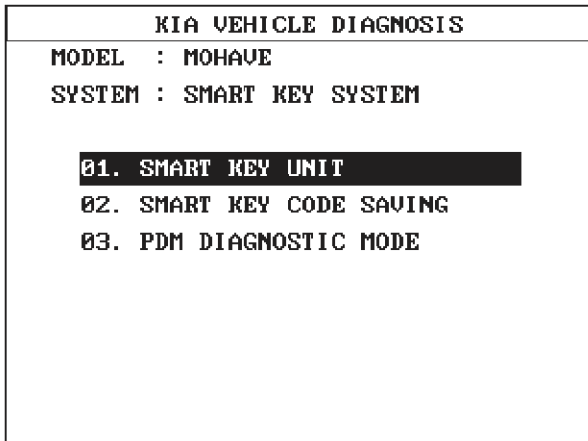 KIA VEHICLE DIAGNOSIS
MODEL : MOHAVE
SYSTEM : SMART KEY SYSTEM
01. SMART KEY UNIT
02. SMART KEY CODE SAVING
03. PDM DIAGNOSTIC MODE